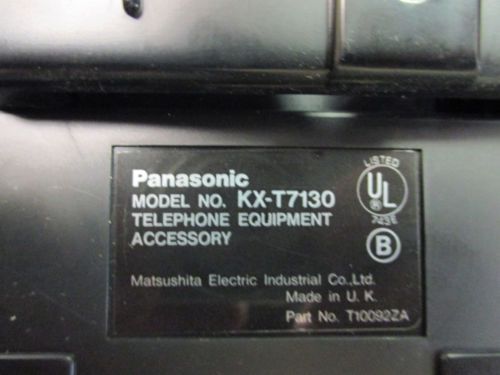 Panasonic
MODEL NO. KX-T7130
TELEPHONE EQUIPMENT
ACCESSORY
LISTED
UL
®
743E
B
Matsushita Electric Industrial Co.,Ltd.
Made in U. K.
Part No. T10092ZA